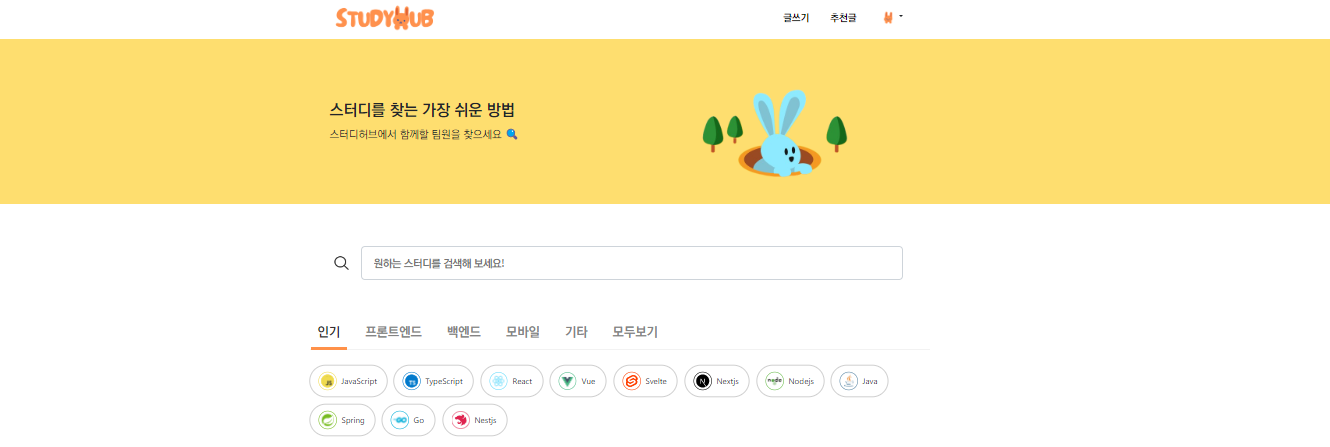 STUDYHUB
글쓰기 추천글
스터디를 찾는 가장 쉬운 방법
스터디허브에서 함께할 팀원을 찾으세요
원하는 스터디를 검색해 보세요!
인기 프론트엔드 백엔드 모바일 기타 모두보기
JS JavaScript TS TypeScript React Vue Svelte N Nextjs node Nodejs Java
Spring GO Go Nestjs